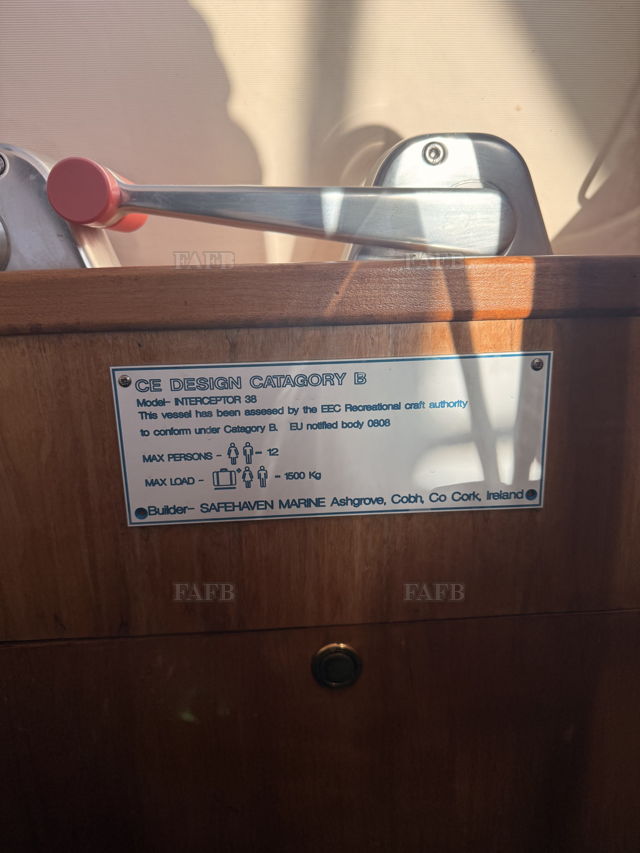 FAFB FAFB
CE DESIGN CATAGORY B
Model- INTERCEPTOR 38
This vessel has been assesed by the EEC Recreational craft authority
to conform under Catagory B. EU notified body 0808
MAX PERSONS - = 12
MAX LOAD - + = 1500 Kg
Builder- SAFEHAVEN MARINE Ashgrove, Cobh, Co Cork, Ireland
FAFB FAFB